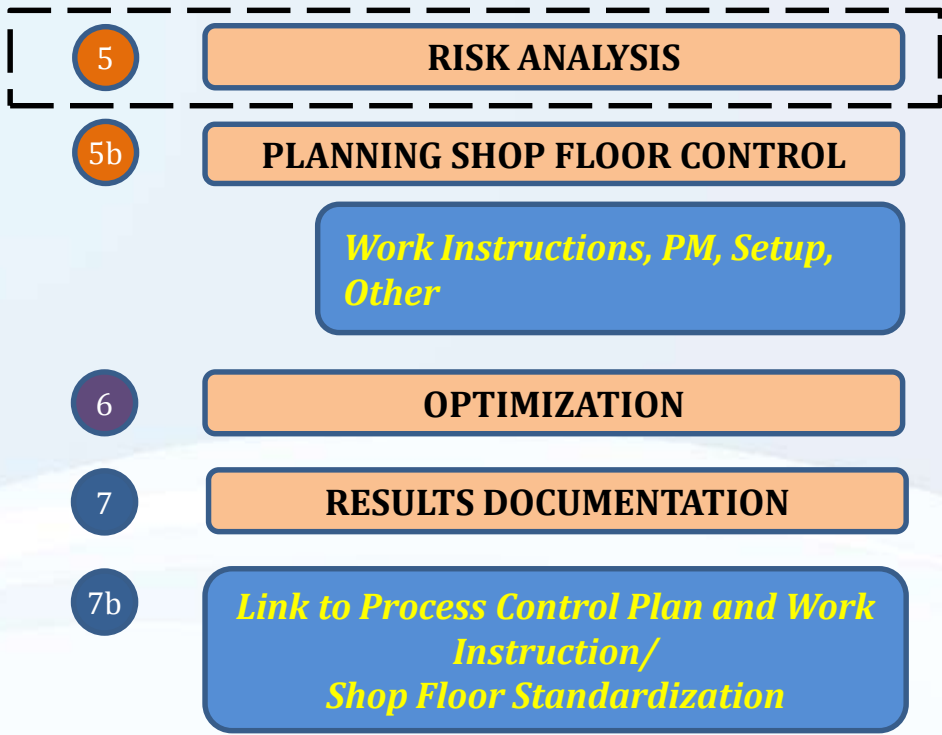 5 RISK ANALYSIS
5b PLANNING SHOP FLOOR CONTROL
Work Instructions, PM, Setup,
Other
6 OPTIMIZATION
7 RESULTS DOCUMENTATION
7b Link to Process Control Plan and Work
Instruction/
Shop Floor Standardization